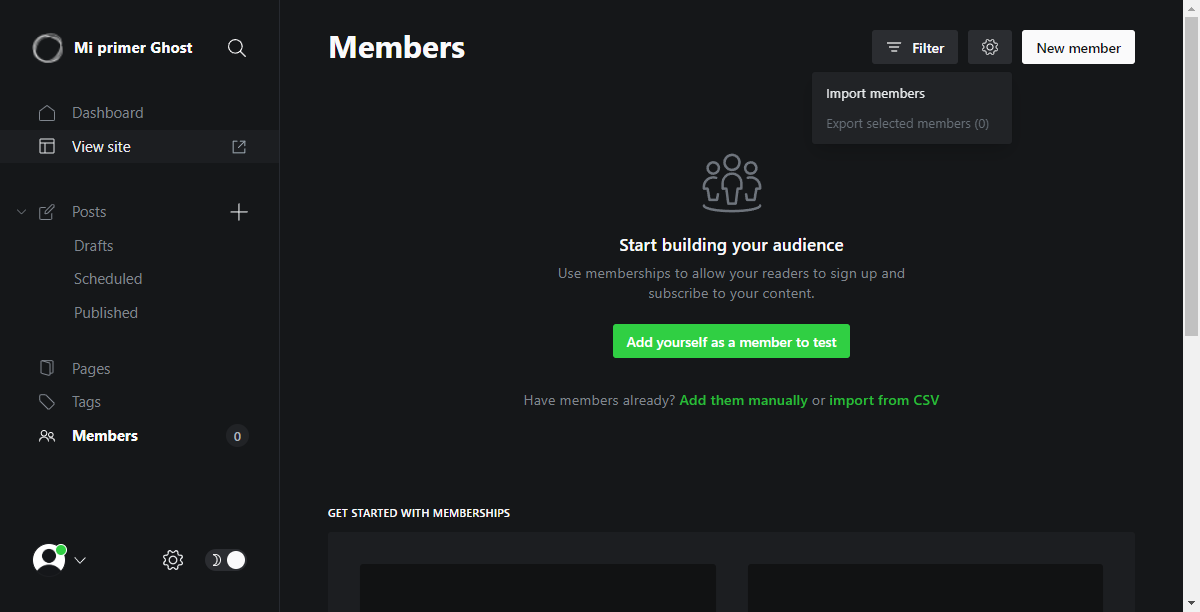 Mi primer Ghost
Dashboard
View site
Posts
Drafts
Scheduled
Published
Pages
Tags
Members
0
Members
Filter
New member
Import members
Export selected members (0)
Start building your audience
Use memberships to allow your readers to sign up and
subscribe to your content.
Add yourself as a member to test
Have members already? Add them manually or import from CSV
GET STARTED WITH MEMBERSHIPS